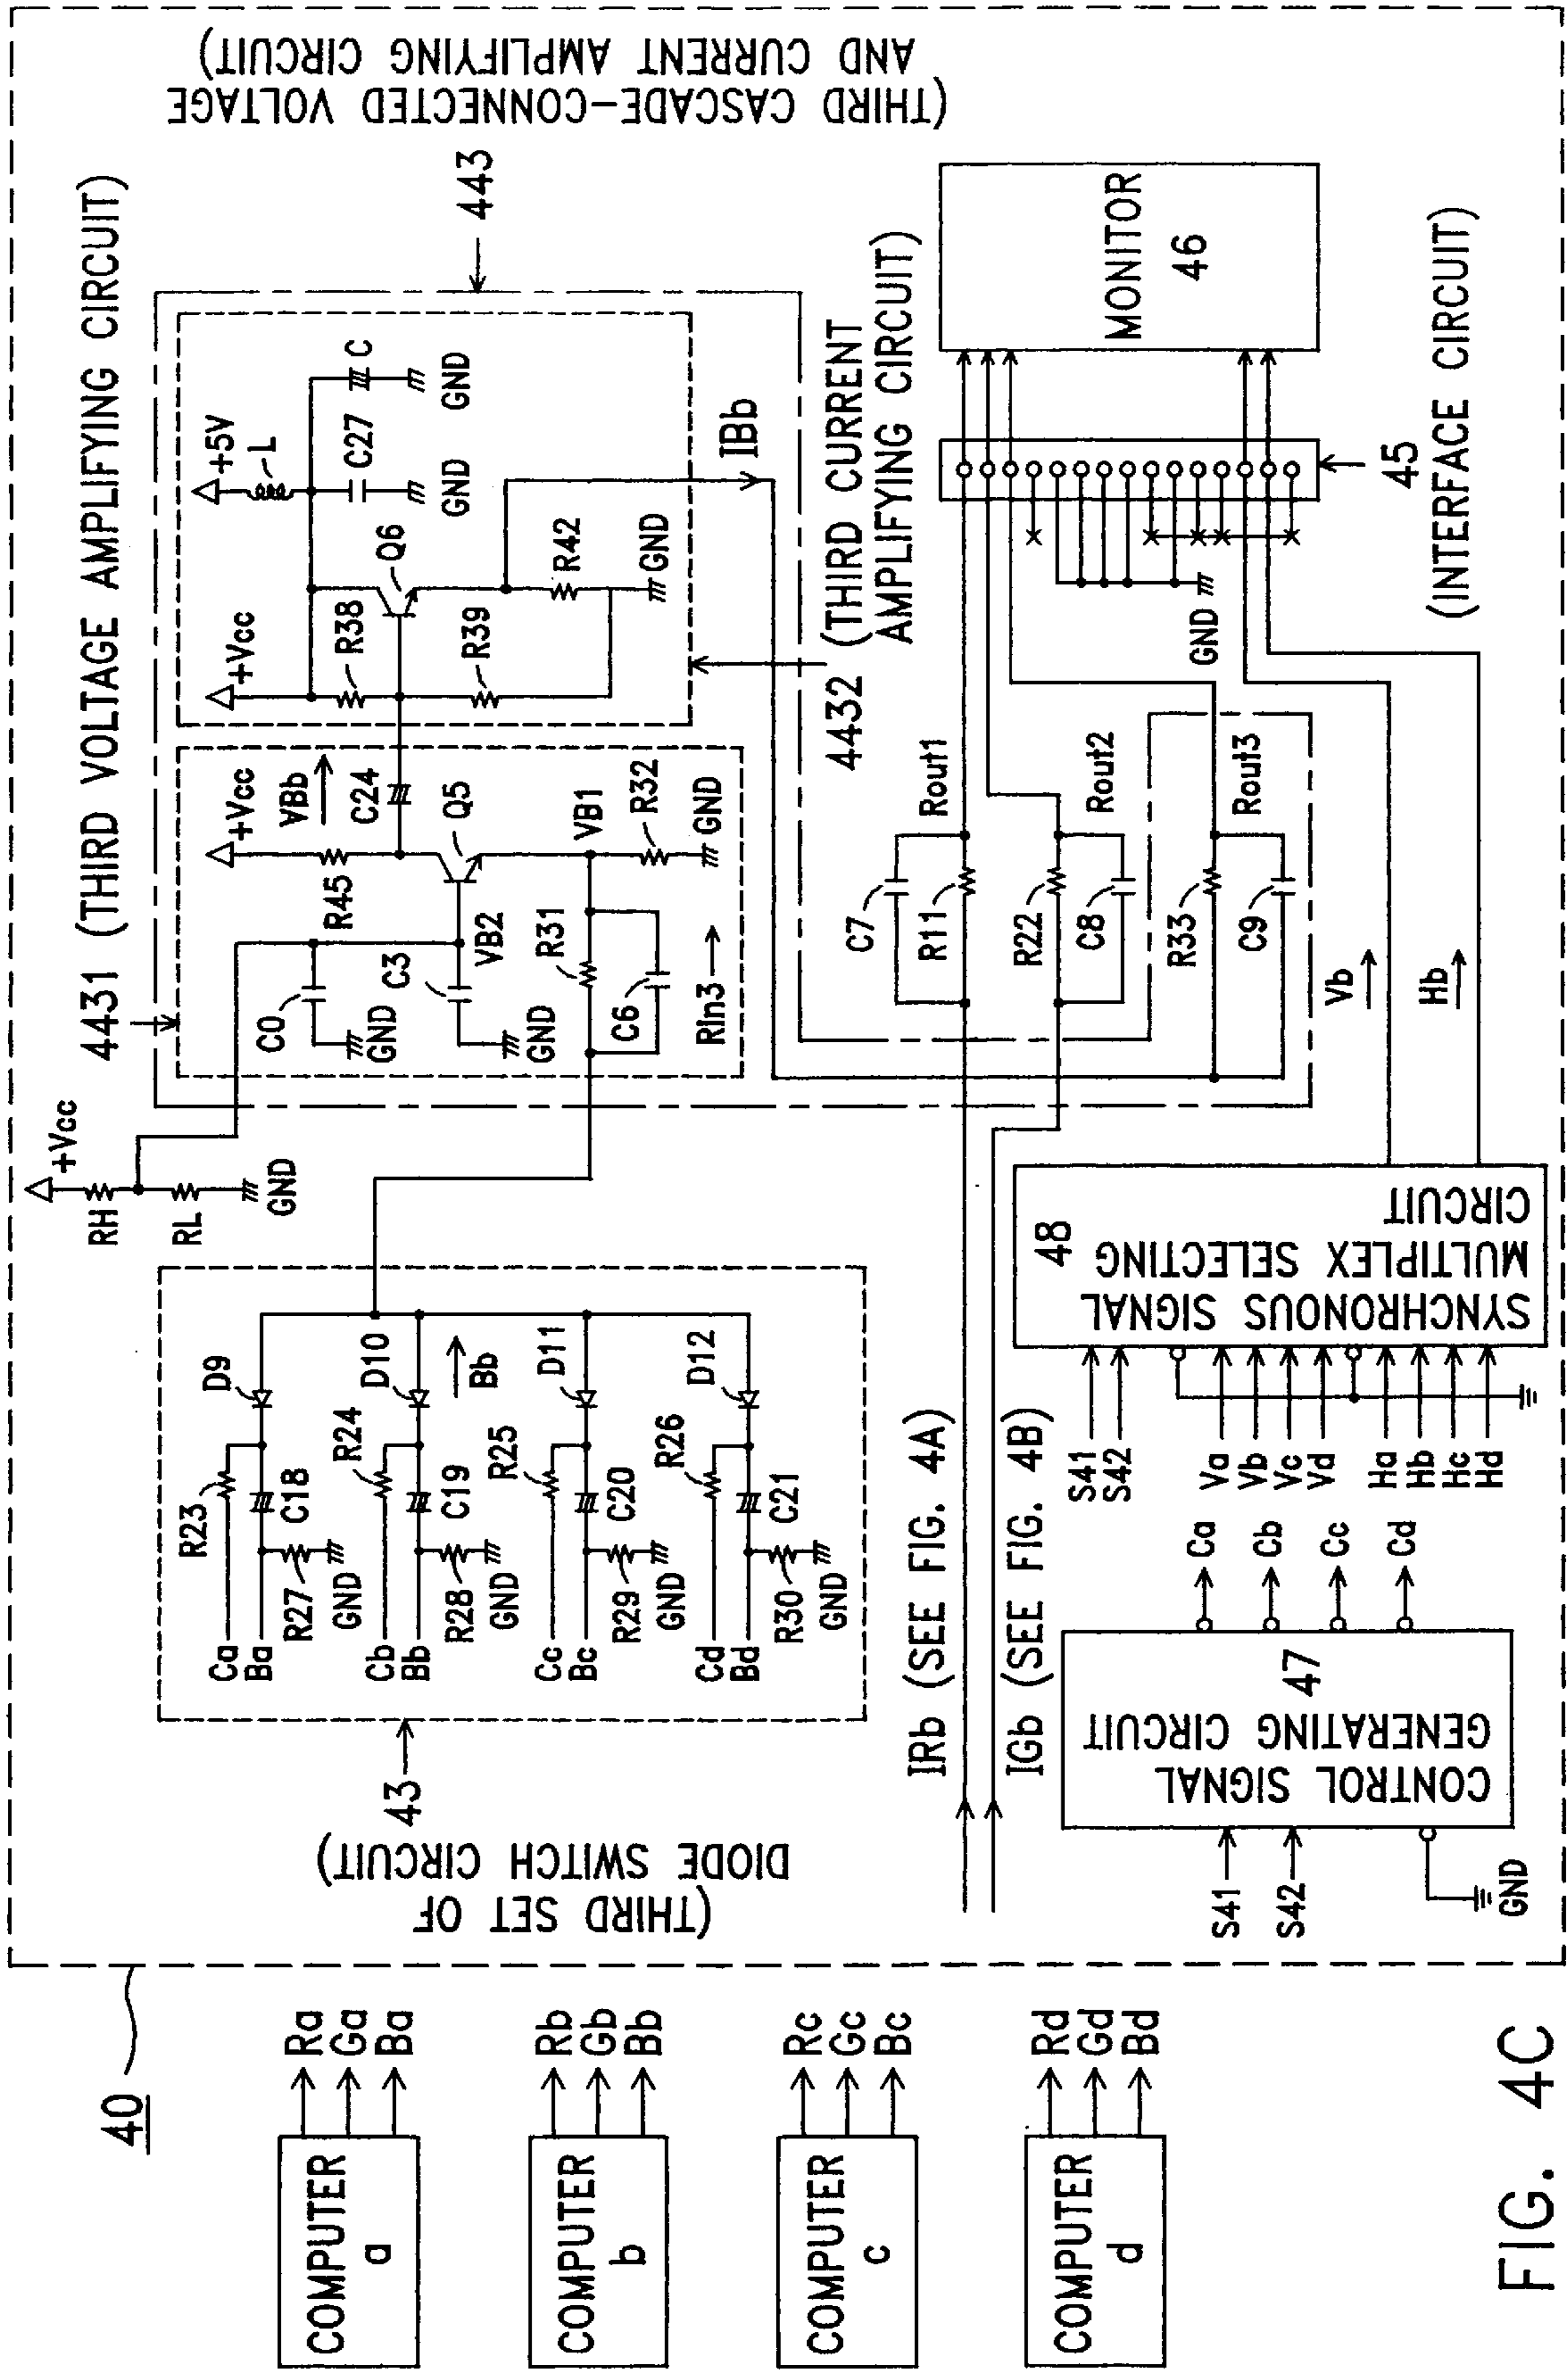 40
COMPUTER
a
Ra
Ga
Ba
COMPUTER
b
Rb
Gb
Bb
COMPUTER
c
Rc
Gc
Bc
COMPUTER
d
Rd
Gd
Bd
(THIRD SET OF
DIODE SWITCH CIRCUIT)
43
Ca
Ba
R23
C18
R27
GND
D9
Cb
Bb
R24
C19
R28
GND
D10
Bb
Cc
Bc
R25
C20
R29
GND
D11
Cd
Bd
R26
C21
R30
GND
D12
+Vcc
RH
RL
GND
4431 (THIRD VOLTAGE AMPLIFYING CIRCUIT)
C0
GND
C3
GND
VB2
R45
+Vcc
VBb
C24
Q5
VB1
R31
C6
R32
GND
RIn3
+Vcc
R38
R39
Q6
R42
GND
+5V
L
C27
GND
C
GND
IBb
443
(THIRD CASCADE-CONNECTED VOLTAGE
AND CURRENT AMPLIFYING CIRCUIT)
4432 (THIRD CURRENT
AMPLIFYING CIRCUIT)
IRb (SEE FIG. 4A)
IGb (SEE FIG. 4B)
C7
R11
Rout1
R22
C8
Rout2
R33
C9
Rout3
GND
MONITOR
46
45
(INTERFACE CIRCUIT)
Vb
Hb
S41
S42
GND
CONTROL SIGNAL
GENERATING CIRCUIT
47
Ca
Cb
Cc
Cd
S41
S42
Va
Vb
Vc
Vd
Ha
Hb
Hc
Hd
SYNCHRONOUS SIGNAL
MULTIPLEX SELECTING
CIRCUIT
48
FIG. 4C